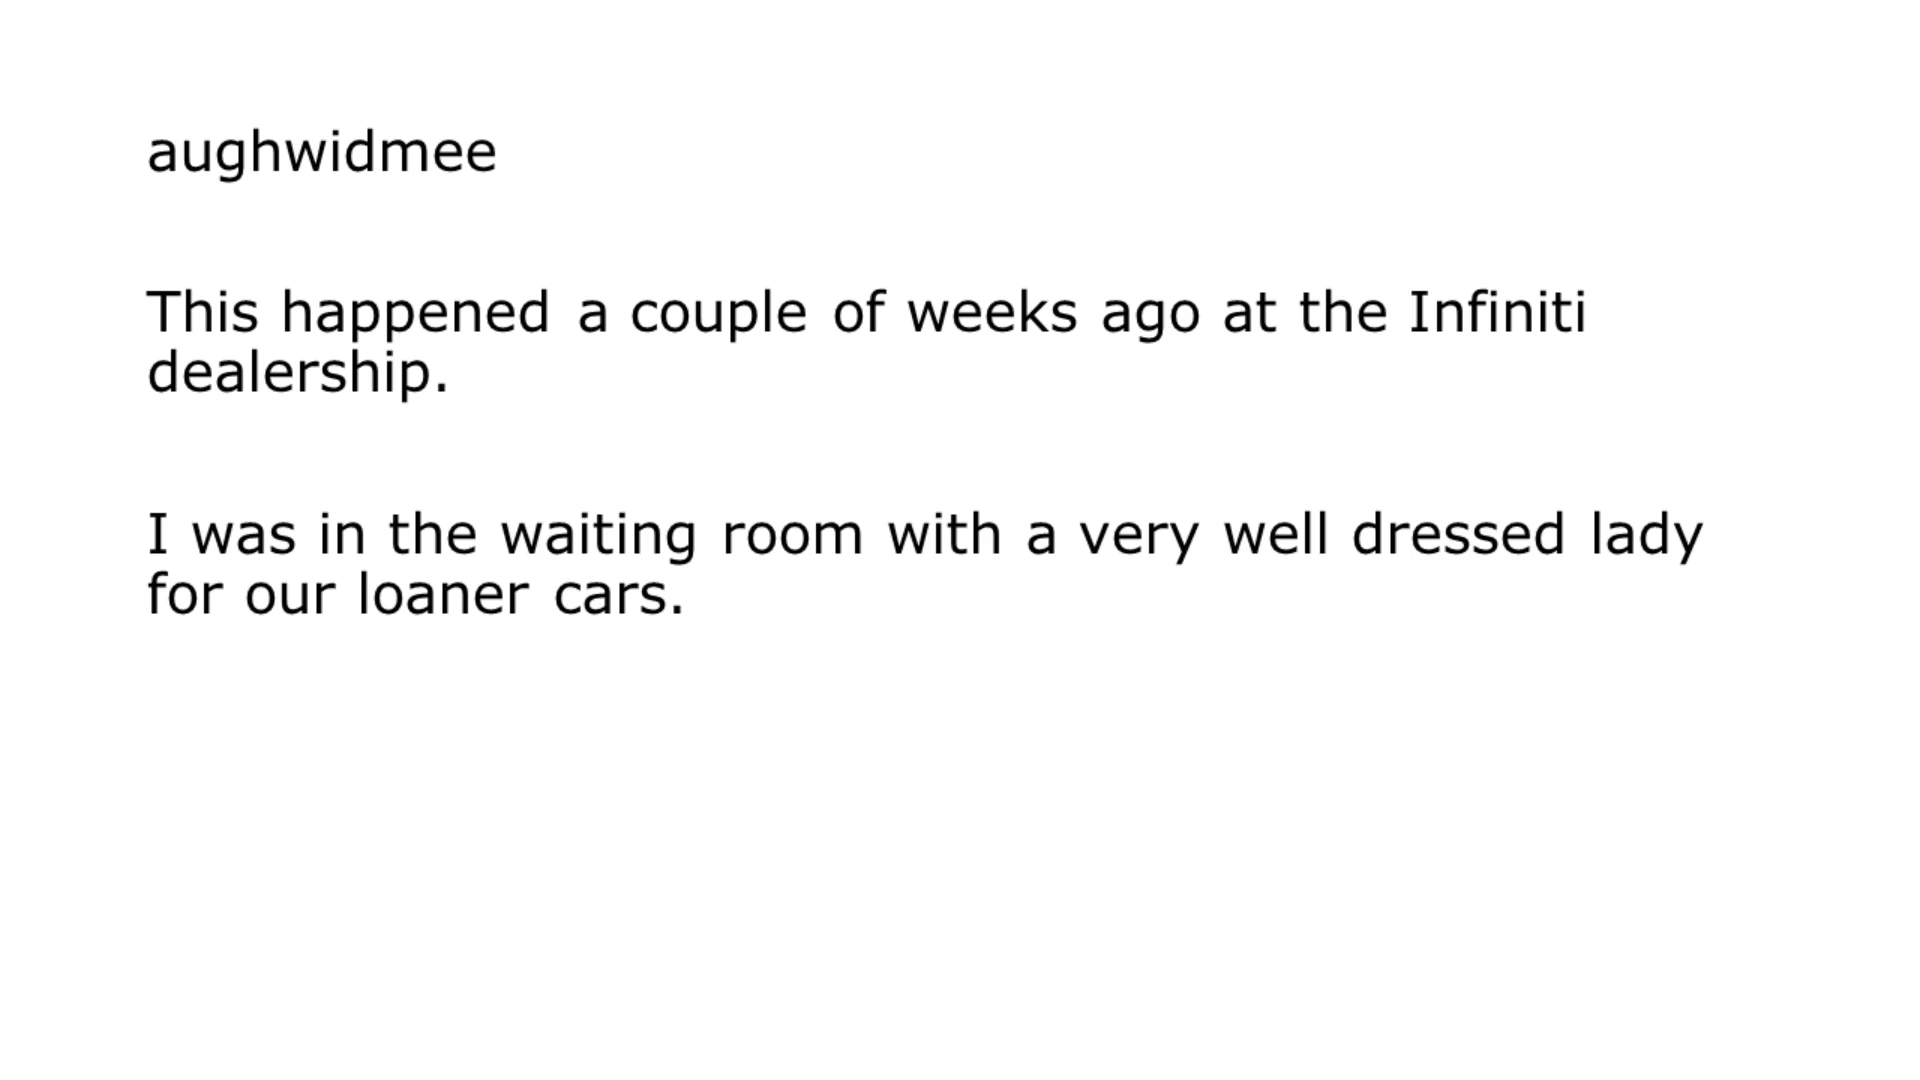 aughwidmee
This happened a couple of weeks ago at the Infiniti
dealership.
I was in the waiting room with a very well dressed lady
for our loaner cars.